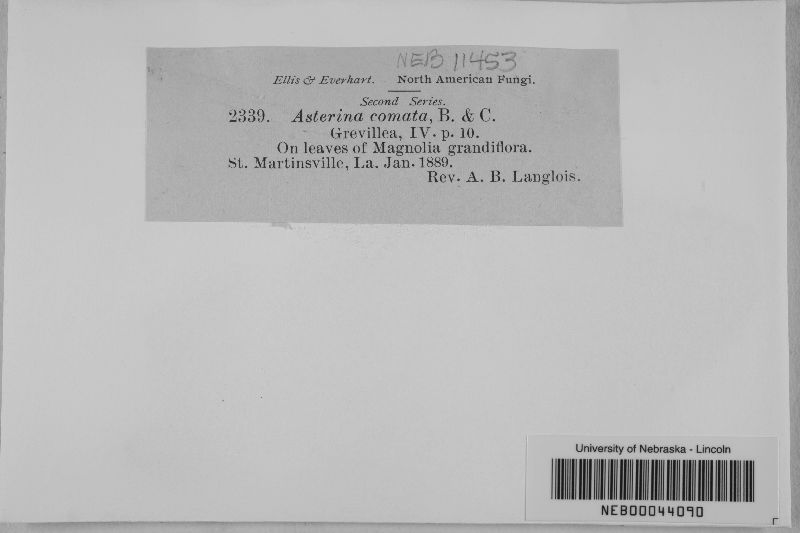 NEB 11453
Ellis & Everhart. North American Fungi.
Second Series.
2339. Asterina comata, B. & C.
Grevillea, IV. p. 10.
On leaves of Magnolia grandiflora.
St. Martinsville, La. Jan. 1889.
Rev. A. B. Langlois.
University of Nebraska - Lincoln
NEB00044090